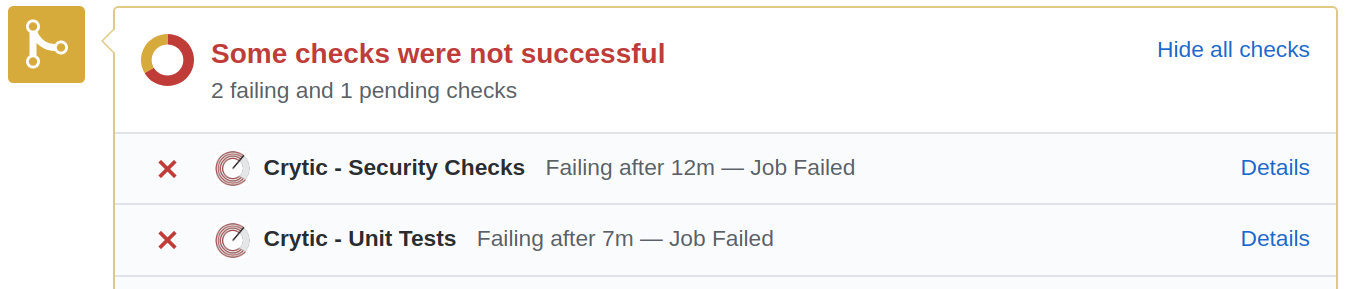 Some checks were not successful
Hide all checks
2 failing and 1 pending checks
Crytic - Security Checks Failing after 12m — Job Failed Details
Crytic - Unit Tests Failing after 7m — Job Failed Details